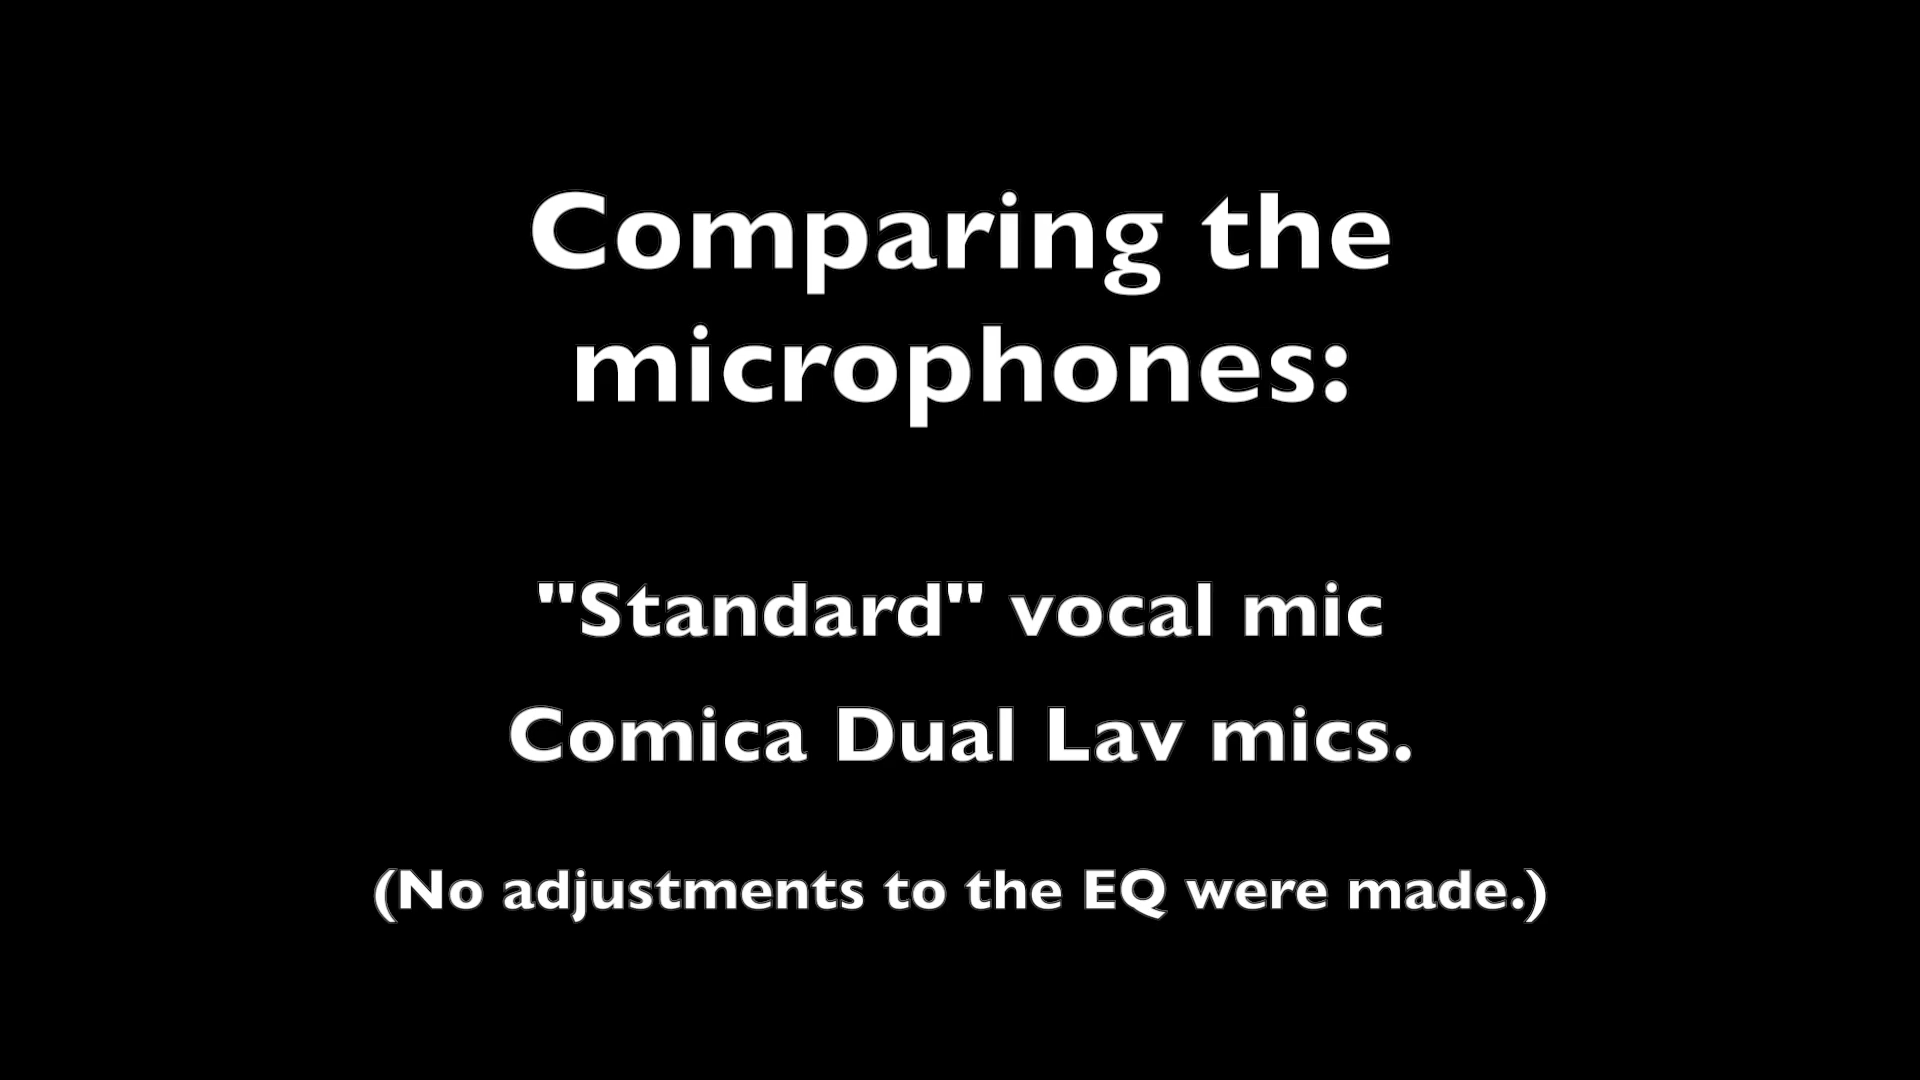 Comparing the
microphones:
"Standard" vocal mic
Comica Dual Lav mics.
(No adjustments to the EQ were made.)